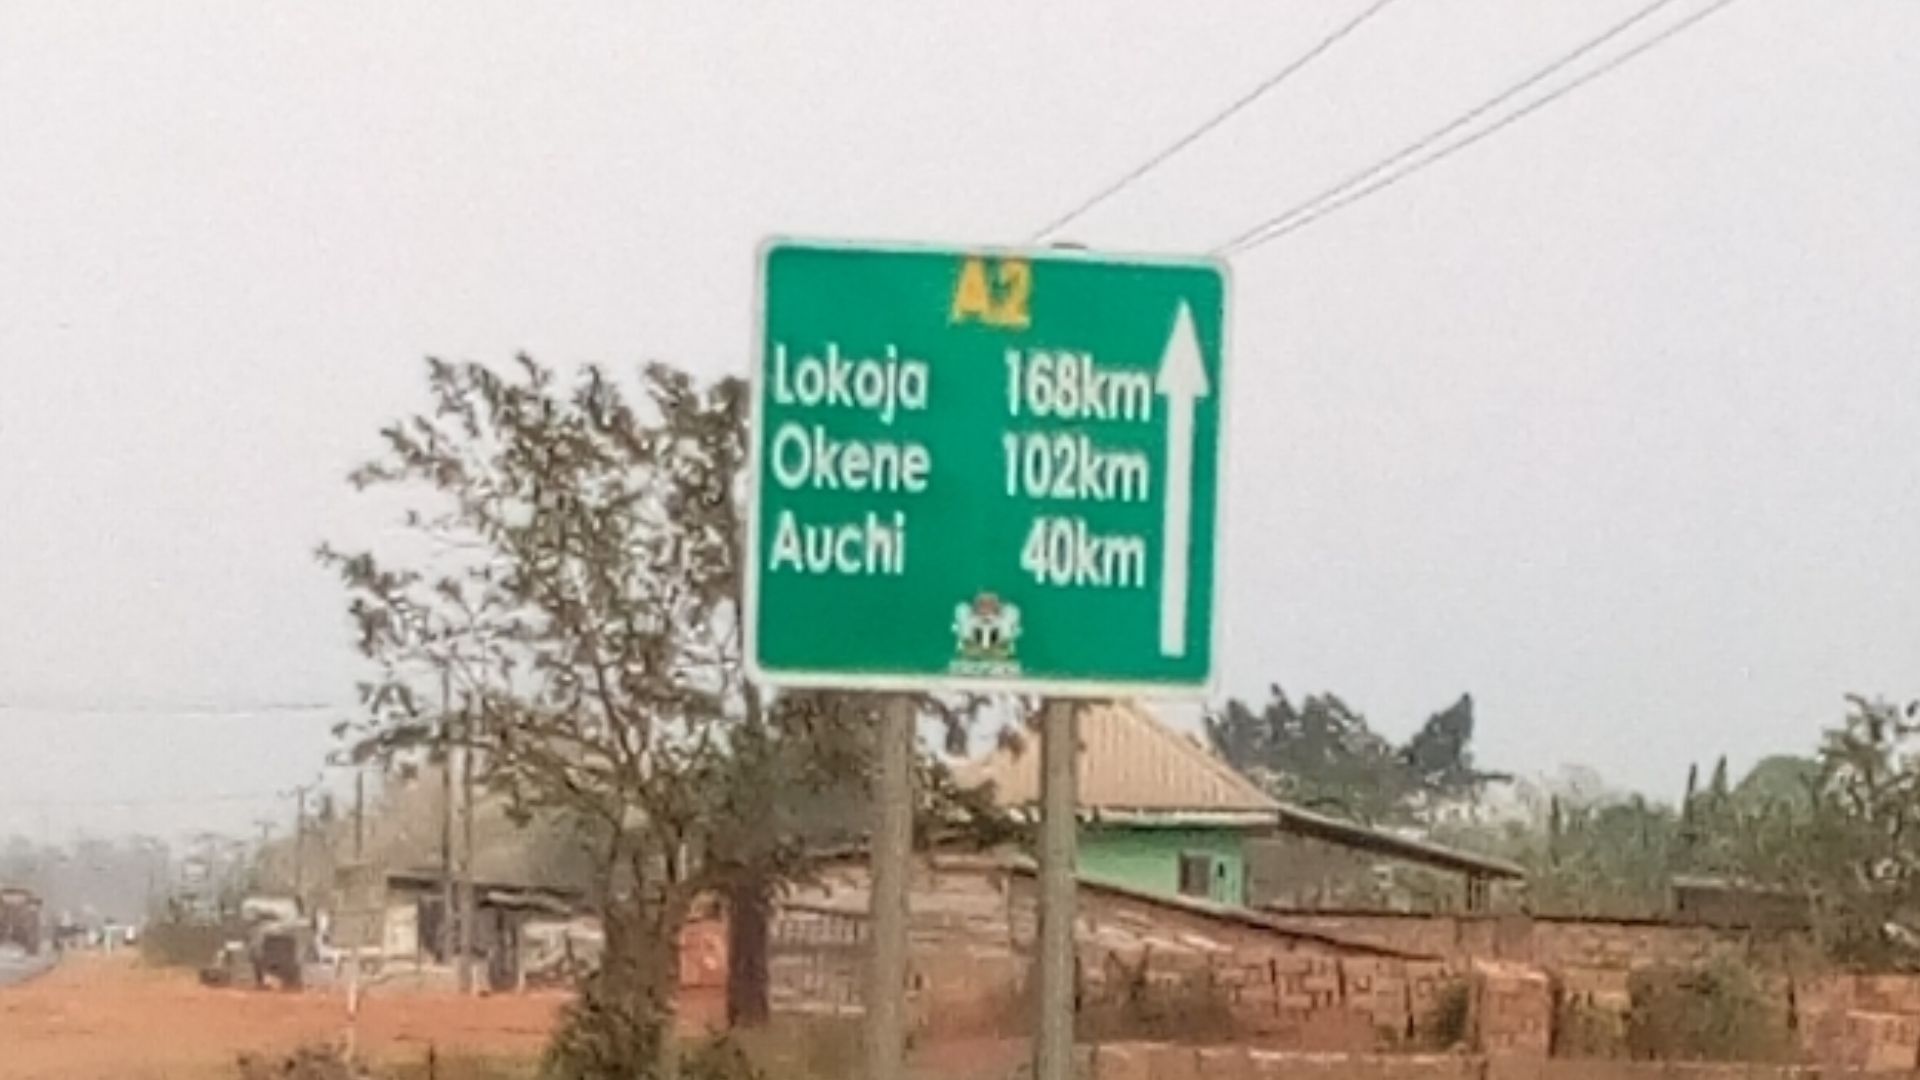 A2
Lokoja 168km
Okene 102km
Auchi 40km